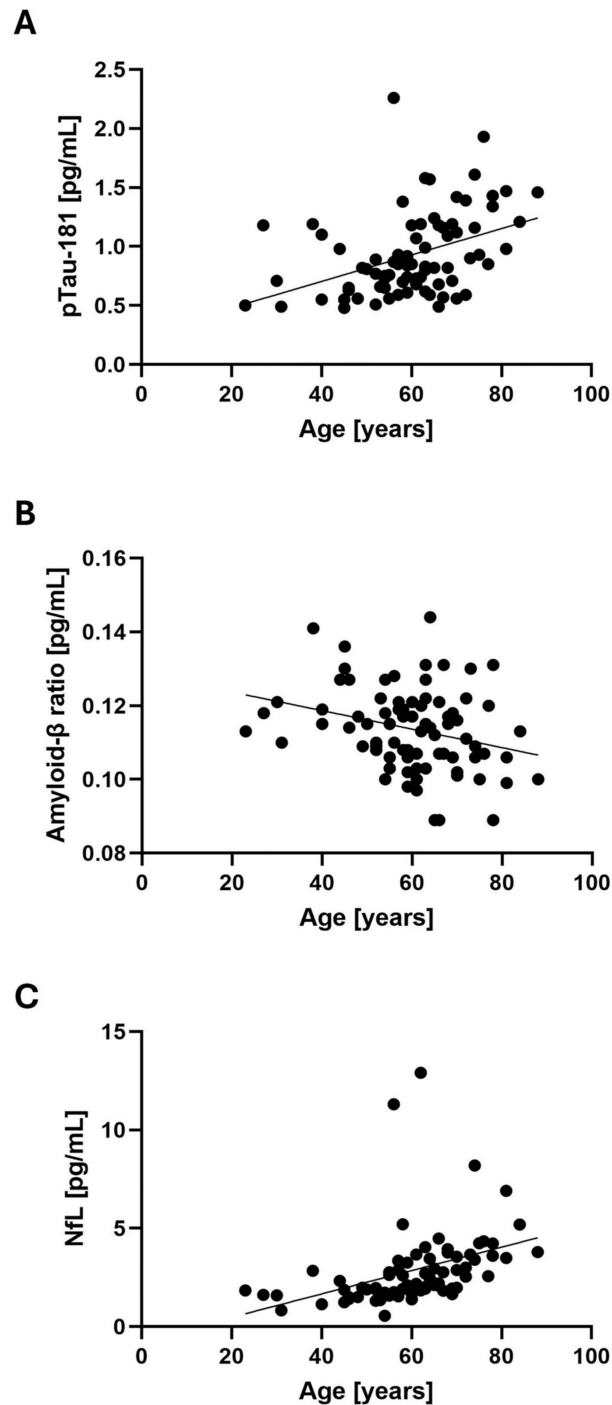 A
2.5
2.0
1.5
1.0
0.5
0.0
pTau-181 [pg/mL]
0 20 40 60 80 100
Age [years]
B
0.16
0.14
0.12
0.10
0.08
Amyloid-β ratio [pg/mL]
0 20 40 60 80 100
Age [years]
C
15
10
5
0
NfL [pg/mL]
0 20 40 60 80 100
Age [years]